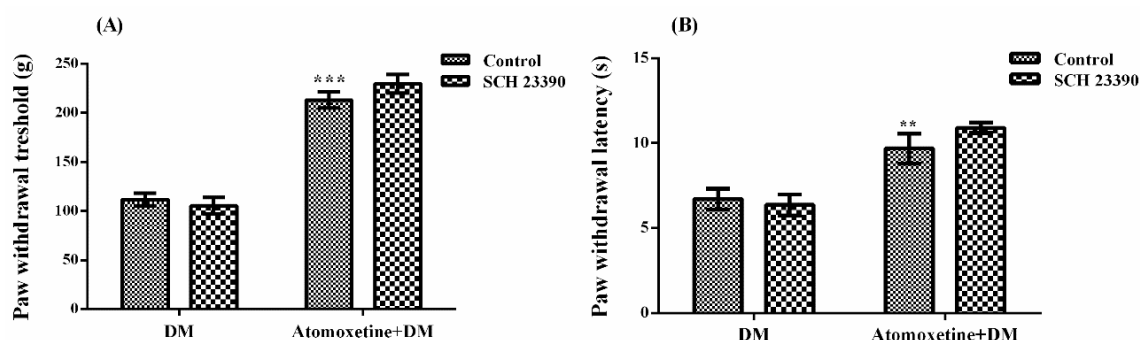 (A)
Paw withdrawal treshold (g)
250
200
150
100
50
0
***
Control
SCH 23390
DM
Atomoxetine+DM
(B)
Paw withdrawal latency (s)
15
10
5
0
**
Control
SCH 23390
DM
Atomoxetine+DM